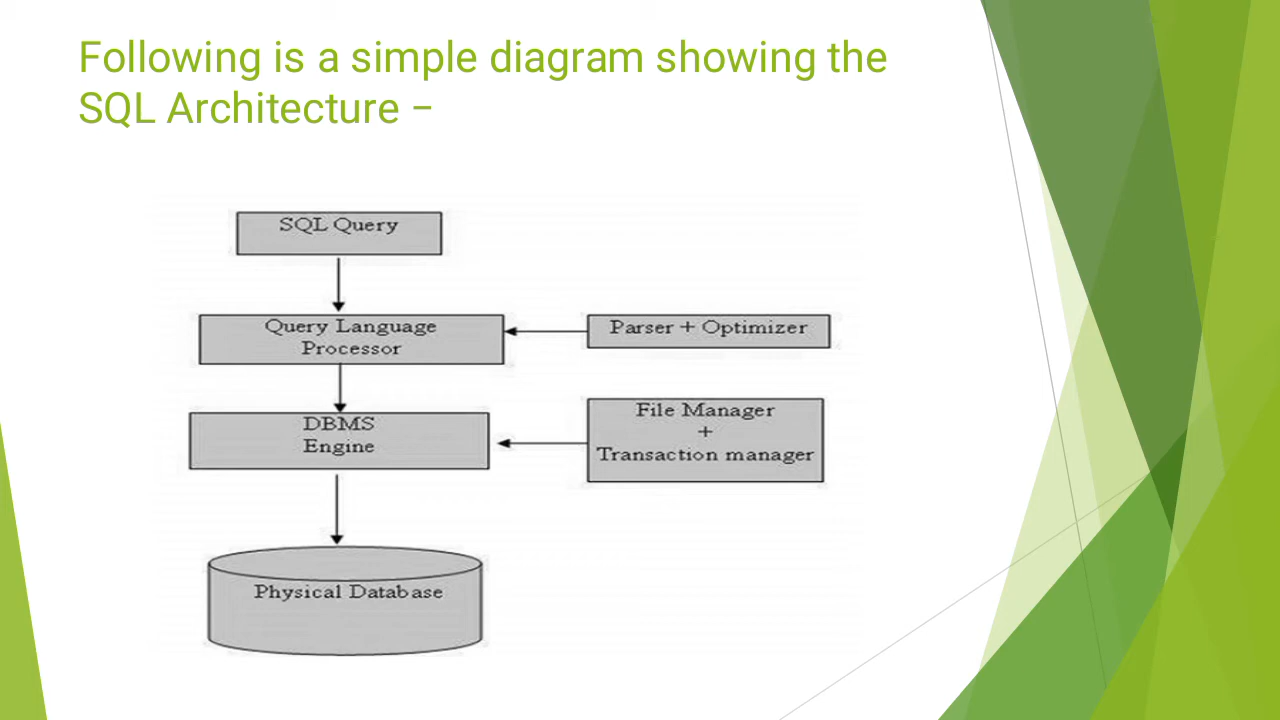 Following is a simple diagram showing the
SQL Architecture −
SQL Query
Query Language
Processor
Parser + Optimizer
DBMS
Engine
File Manager
+
Transaction manager
Physical Database